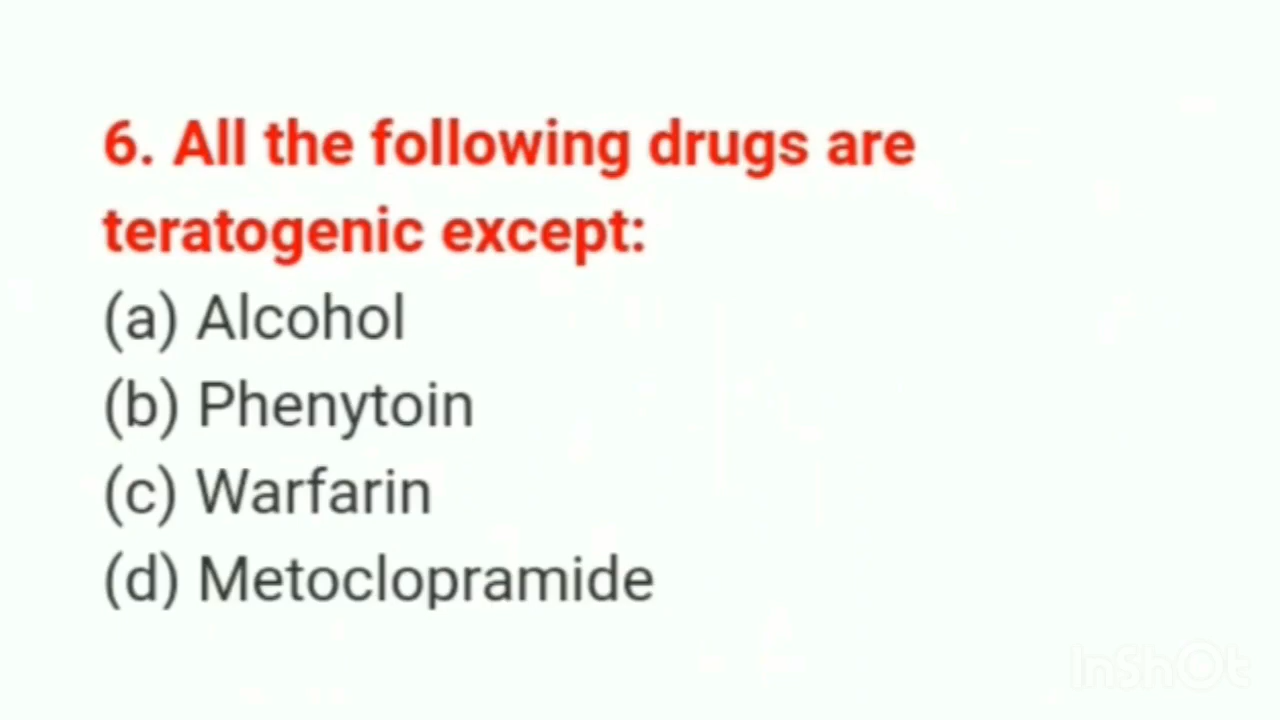 6. All the following drugs are
teratogenic except:
(a) Alcohol
(b) Phenytoin
(c) Warfarin
(d) Metoclopramide
InShOt